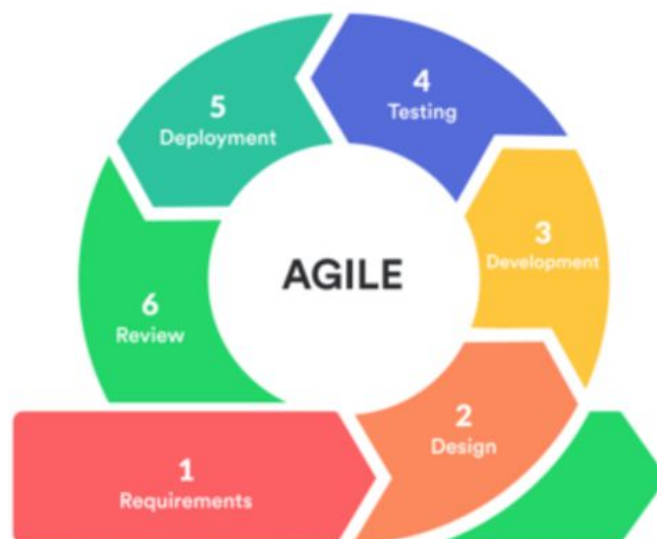 AGILE
1
Requirements
2
Design
3
Development
4
Testing
5
Deployment
6
Review